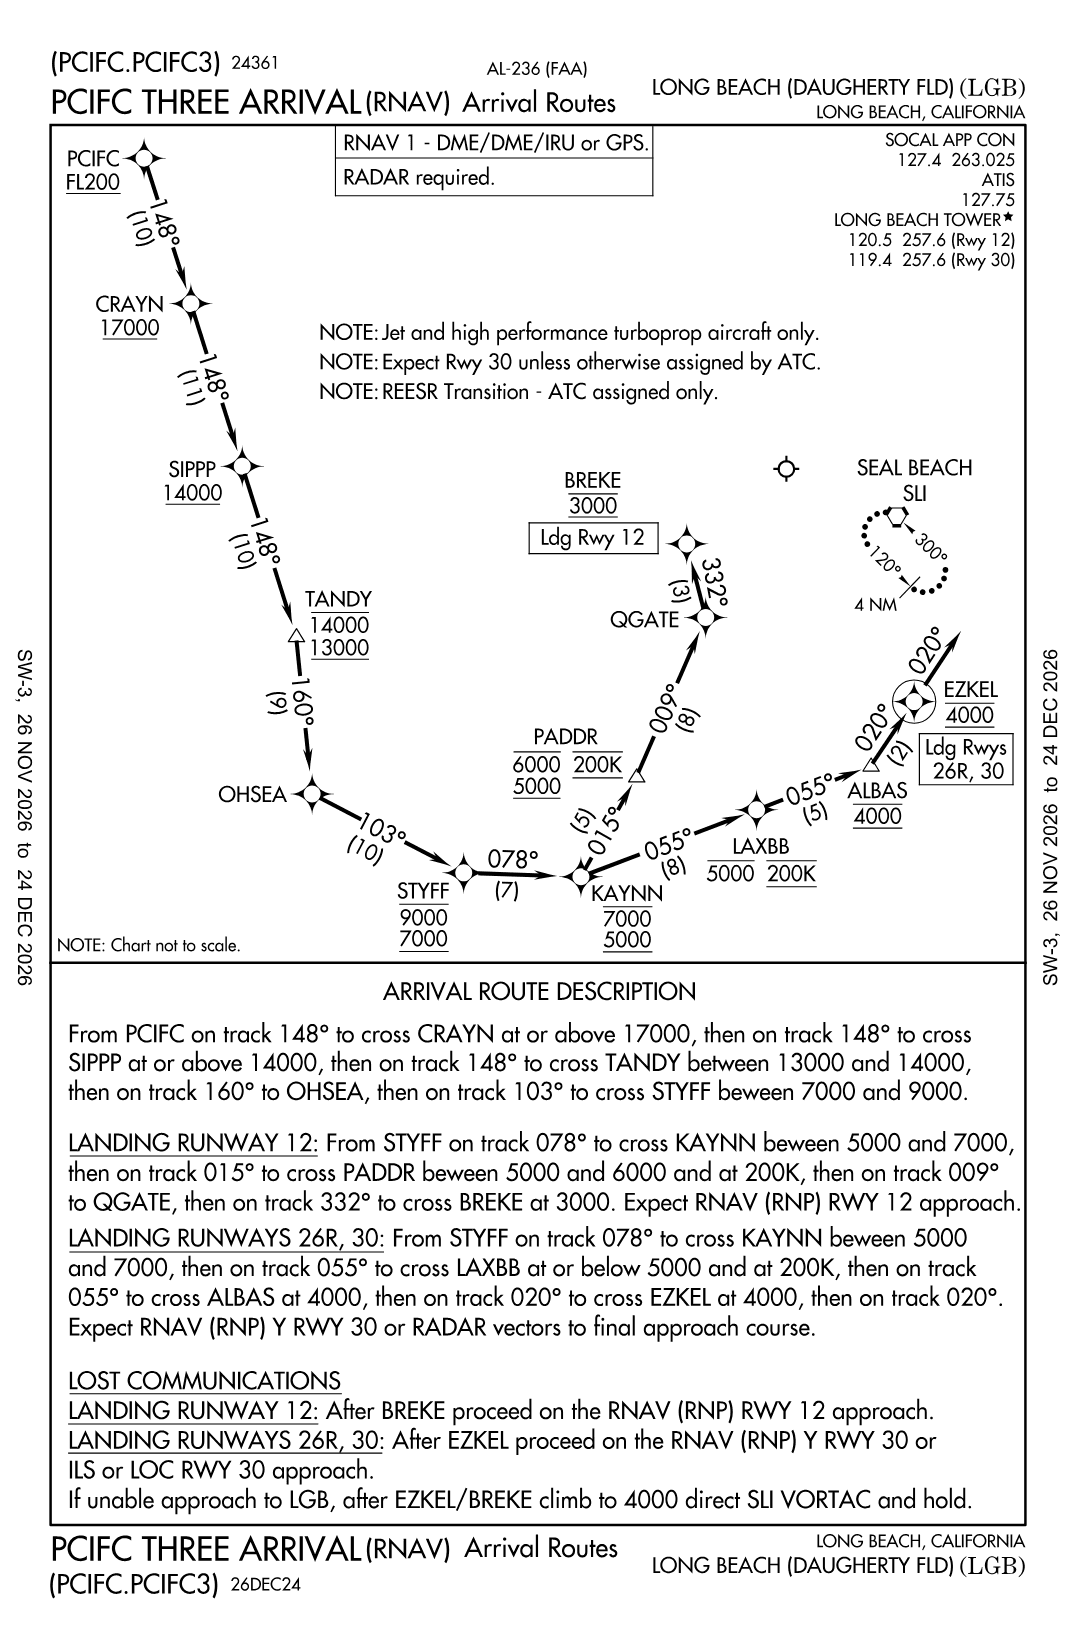 (PCIFC.PCIFC3) 24361
AL-236 (FAA)
LONG BEACH (DAUGHERTY FLD) (LGB)
PCIFC THREE ARRIVAL (RNAV) Arrival Routes
LONG BEACH, CALIFORNIA
RNAV 1 - DME/DME/IRU or GPS.
RADAR required.
SOCAL APP CON
127.4 263.025
ATIS
127.75
LONG BEACH TOWER★
120.5 257.6 (Rwy 12)
119.4 257.6 (Rwy 30)
PCIFC
FL200
148°
(10)
CRAYN
17000
NOTE: Jet and high performance turboprop aircraft only.
NOTE: Expect Rwy 30 unless otherwise assigned by ATC.
NOTE: REESR Transition - ATC assigned only.
148°
(11)
SIPPP
14000
148°
(10)
BREKE
3000
Ldg Rwy 12
SEAL BEACH
SLI
300°
120°
4 NM
332°
(3)
QGATE
TANDY
14000
13000
160°
(9)
009°
(8)
020°
EZKEL
4000
Ldg Rwys
26R, 30
020°
(2)
PADDR
6000 200K
5000
ALBAS
4000
OHSEA
103°
(10)
015°
(5)
055°
(5)
055°
(8)
LAXBB
5000 200K
078°
(7)
STYFF
9000
7000
KAYNN
7000
5000
NOTE: Chart not to scale.
SW-3, 26 NOV 2026 to 24 DEC 2026
SW-3, 26 NOV 2026 to 24 DEC 2026
ARRIVAL ROUTE DESCRIPTION
From PCIFC on track 148° to cross CRAYN at or above 17000, then on track 148° to cross
SIPPP at or above 14000, then on track 148° to cross TANDY between 13000 and 14000,
then on track 160° to OHSEA, then on track 103° to cross STYFF beween 7000 and 9000.
LANDING RUNWAY 12: From STYFF on track 078° to cross KAYNN beween 5000 and 7000,
then on track 015° to cross PADDR beween 5000 and 6000 and at 200K, then on track 009°
to QGATE, then on track 332° to cross BREKE at 3000. Expect RNAV (RNP) RWY 12 approach.
LANDING RUNWAYS 26R, 30: From STYFF on track 078° to cross KAYNN beween 5000
and 7000, then on track 055° to cross LAXBB at or below 5000 and at 200K, then on track
055° to cross ALBAS at 4000, then on track 020° to cross EZKEL at 4000, then on track 020°.
Expect RNAV (RNP) Y RWY 30 or RADAR vectors to final approach course.
LOST COMMUNICATIONS
LANDING RUNWAY 12: After BREKE proceed on the RNAV (RNP) RWY 12 approach.
LANDING RUNWAYS 26R, 30: After EZKEL proceed on the RNAV (RNP) Y RWY 30 or
ILS or LOC RWY 30 approach.
If unable approach to LGB, after EZKEL/BREKE climb to 4000 direct SLI VORTAC and hold.
PCIFC THREE ARRIVAL (RNAV) Arrival Routes
LONG BEACH, CALIFORNIA
LONG BEACH (DAUGHERTY FLD) (LGB)
(PCIFC.PCIFC3) 26DEC24